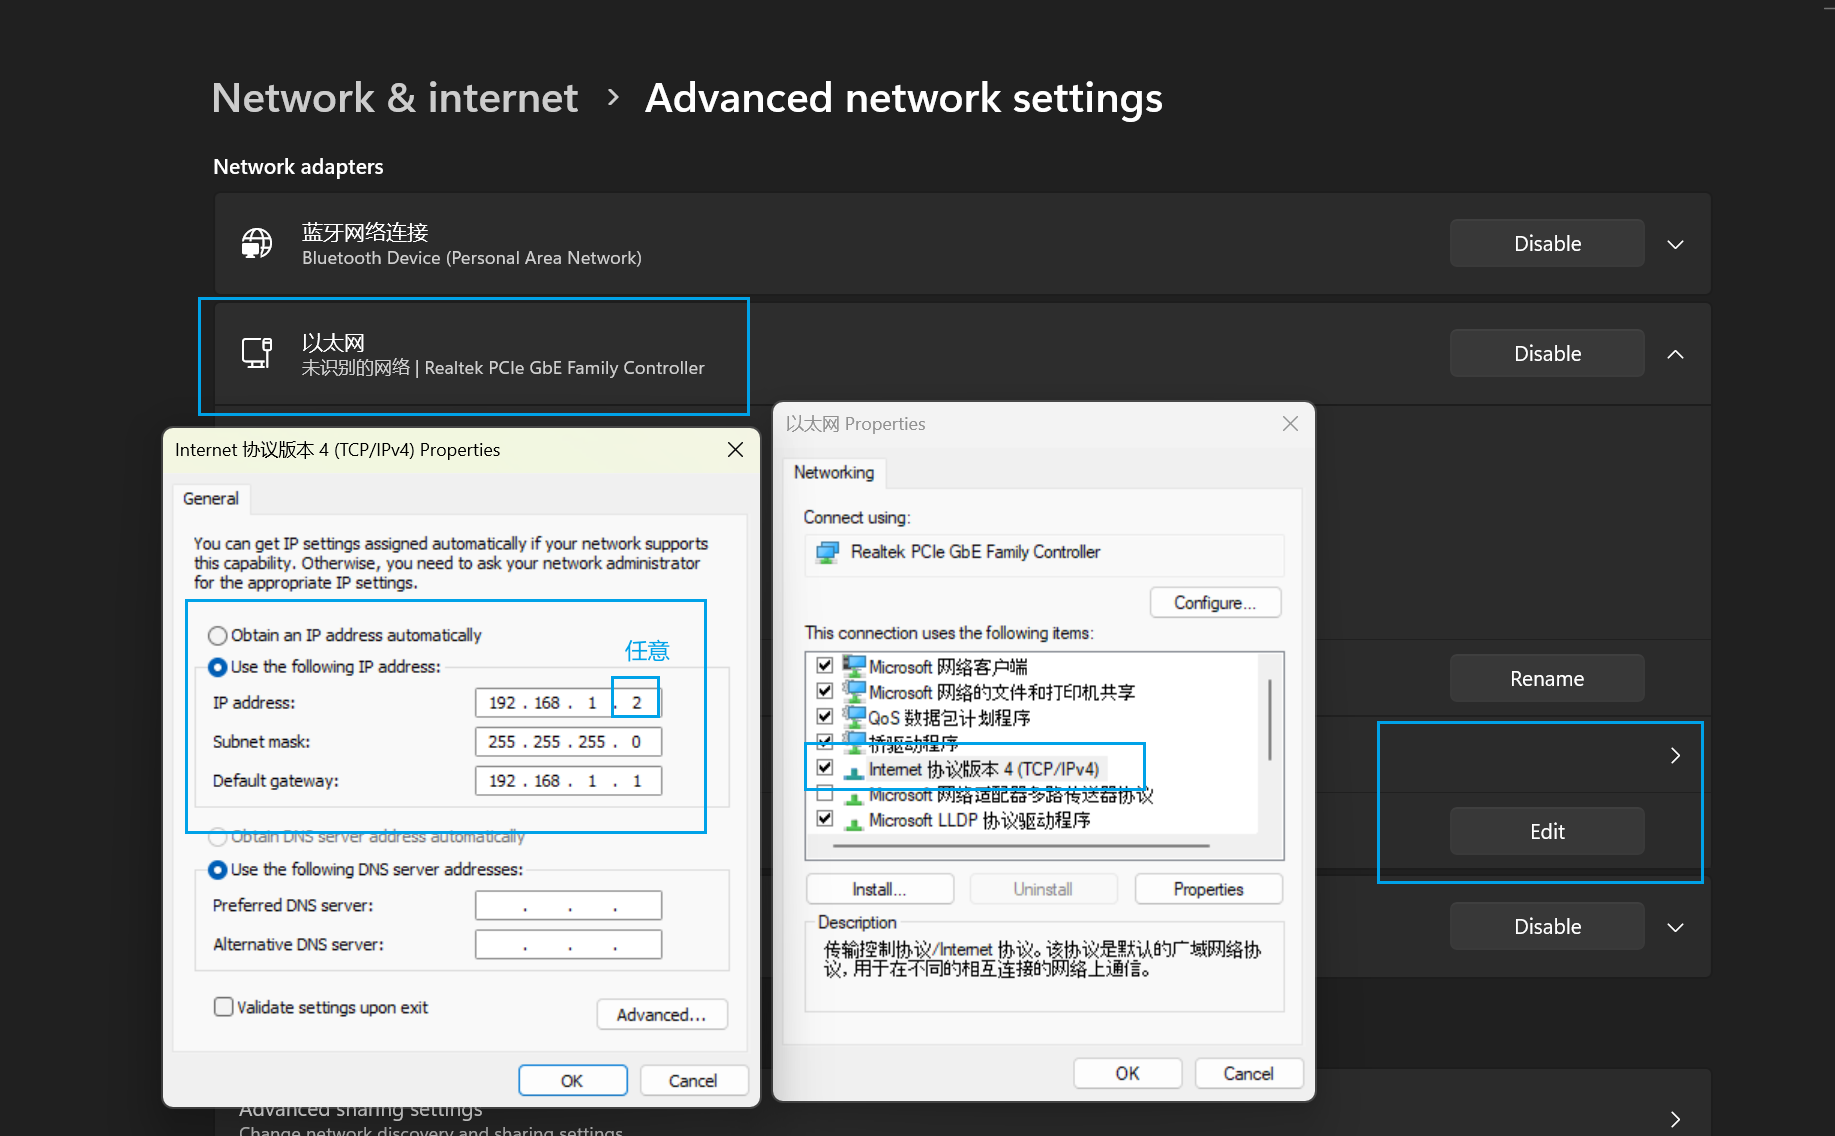 Network & internet > Advanced network settings
Network adapters
蓝牙网络连接
Bluetooth Device (Personal Area Network)
Disable
以太网
未识别的网络 | Realtek PCIe GbE Family Controller
Disable
Internet 协议版本 4 (TCP/IPv4) Properties
General
You can get IP settings assigned automatically if your network supports
this capability. Otherwise, you need to ask your network administrator
for the appropriate IP settings.
Obtain an IP address automatically
任意
Use the following IP address:
IP address:
192 . 168 . 1 . 2
Subnet mask:
255 . 255 . 255 . 0
Default gateway:
192 . 168 . 1 . 1
Obtain DNS server address automatically
Use the following DNS server addresses:
Preferred DNS server:
. . .
Alternative DNS server:
. . .
Validate settings upon exit
Advanced...
OK
Cancel
以太网 Properties
Networking
Connect using:
Realtek PCIe GbE Family Controller
Configure...
This connection uses the following items:
Microsoft 网络客户端
Microsoft 网络的文件和打印机共享
QoS 数据包计划程序
桥驱动程序
Internet 协议版本 4 (TCP/IPv4)
Microsoft 网络适配器多路传送器协议
Microsoft LLDP 协议驱动程序
Install...
Uninstall
Properties
Description
传输控制协议/Internet 协议。该协议是默认的广域网络协
议，用于在不同的相互连接的网络上通信。
OK
Cancel
Rename
Edit
Disable
Advanced sharing settings
Change network discovery and sharing settings